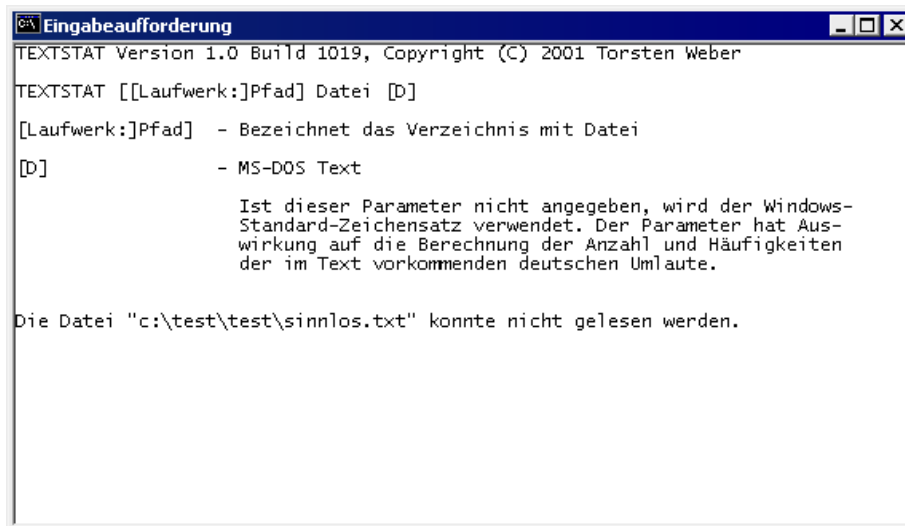 Eingabeaufforderung
TEXTSTAT Version 1.0 Build 1019, Copyright (C) 2001 Torsten Weber
TEXTSTAT [[Laufwerk:]Pfad] Datei [D]
[Laufwerk:]Pfad] - Bezeichnet das Verzeichnis mit Datei
[D] - MS-DOS Text
Ist dieser Parameter nicht angegeben, wird der Windows-
Standard-Zeichensatz verwendet. Der Parameter hat Aus-
wirkung auf die Berechnung der Anzahl und Häufigkeiten
der im Text vorkommenden deutschen Umlaute.
Die Datei "c:\test\test\sinnlos.txt" konnte nicht gelesen werden.